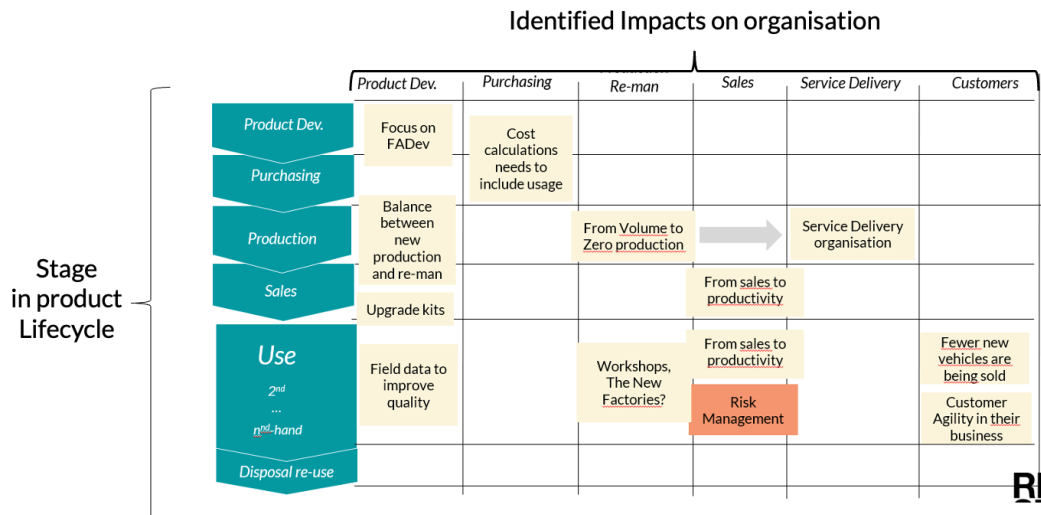 Identified Impacts on organisation
Product Dev.
Purchasing
Re-man
Sales
Service Delivery
Customers
Stage
in product
Lifecycle
Product Dev.
Purchasing
Production
Sales
Use
2nd
...
nnd-hand
Disposal re-use
Focus on
FADev
Cost
calculations
needs to
include usage
Balance
between
new
production
and re-man
From Volume to
Zero production
Service Delivery
organisation
From sales to
productivity
Upgrade kits
Field data to
improve
quality
Workshops,
The New
Factories?
From sales to
productivity
Risk
Management
Fewer new
vehicles are
being sold
Customer
Agility in their
business